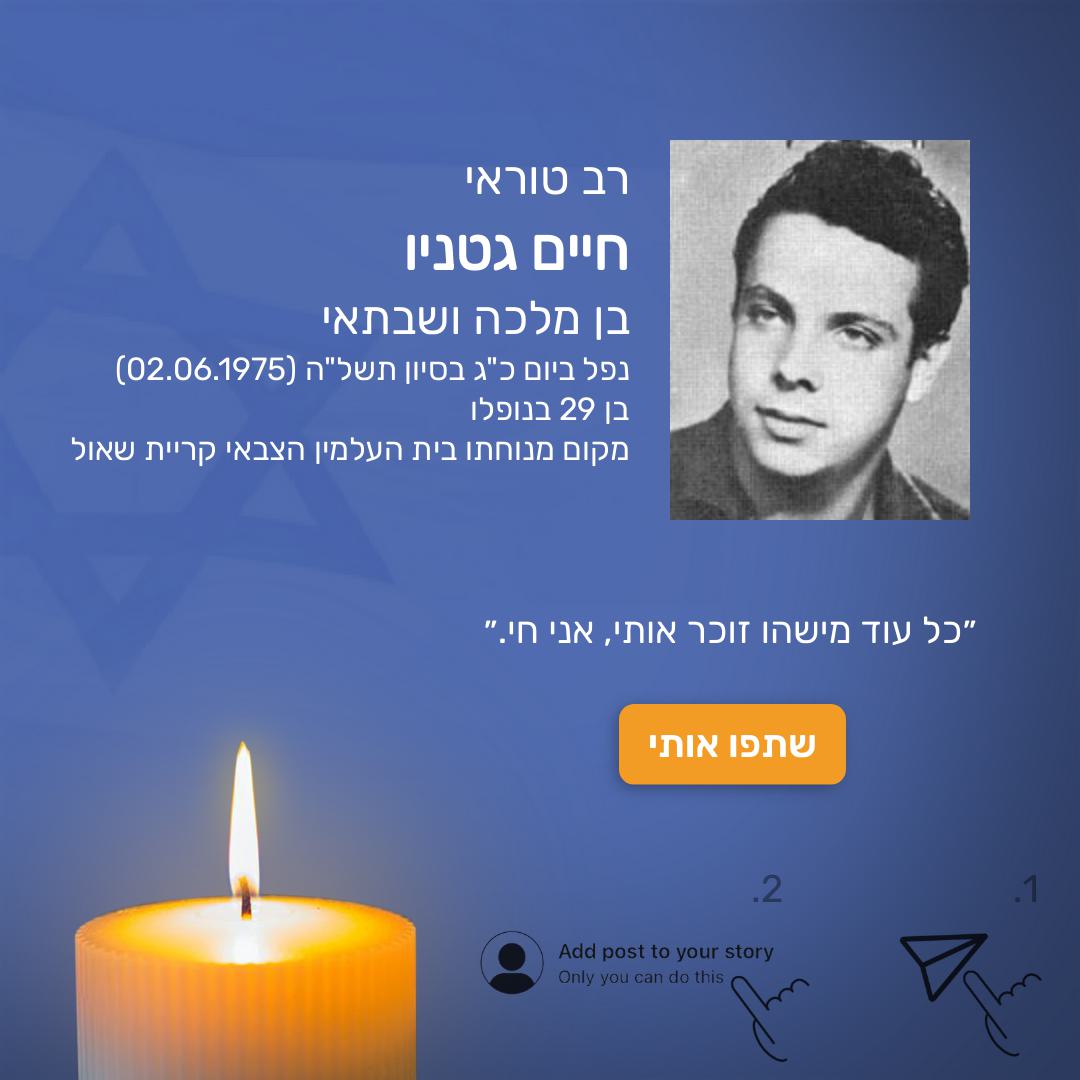 רב טוראי
חיים גטניו
בן מלכה ושבתאי
נפל ביום כ"ג בסיון תשל"ה (02.06.1975)
בן 29 בנופלו
מקום מנוחתו בית העלמין הצבאי קריית שאול
״כל עוד מישהו זוכר אותי, אני חי.״
שתפו אותי
.1
.2
Add post to your story
Only you can do this